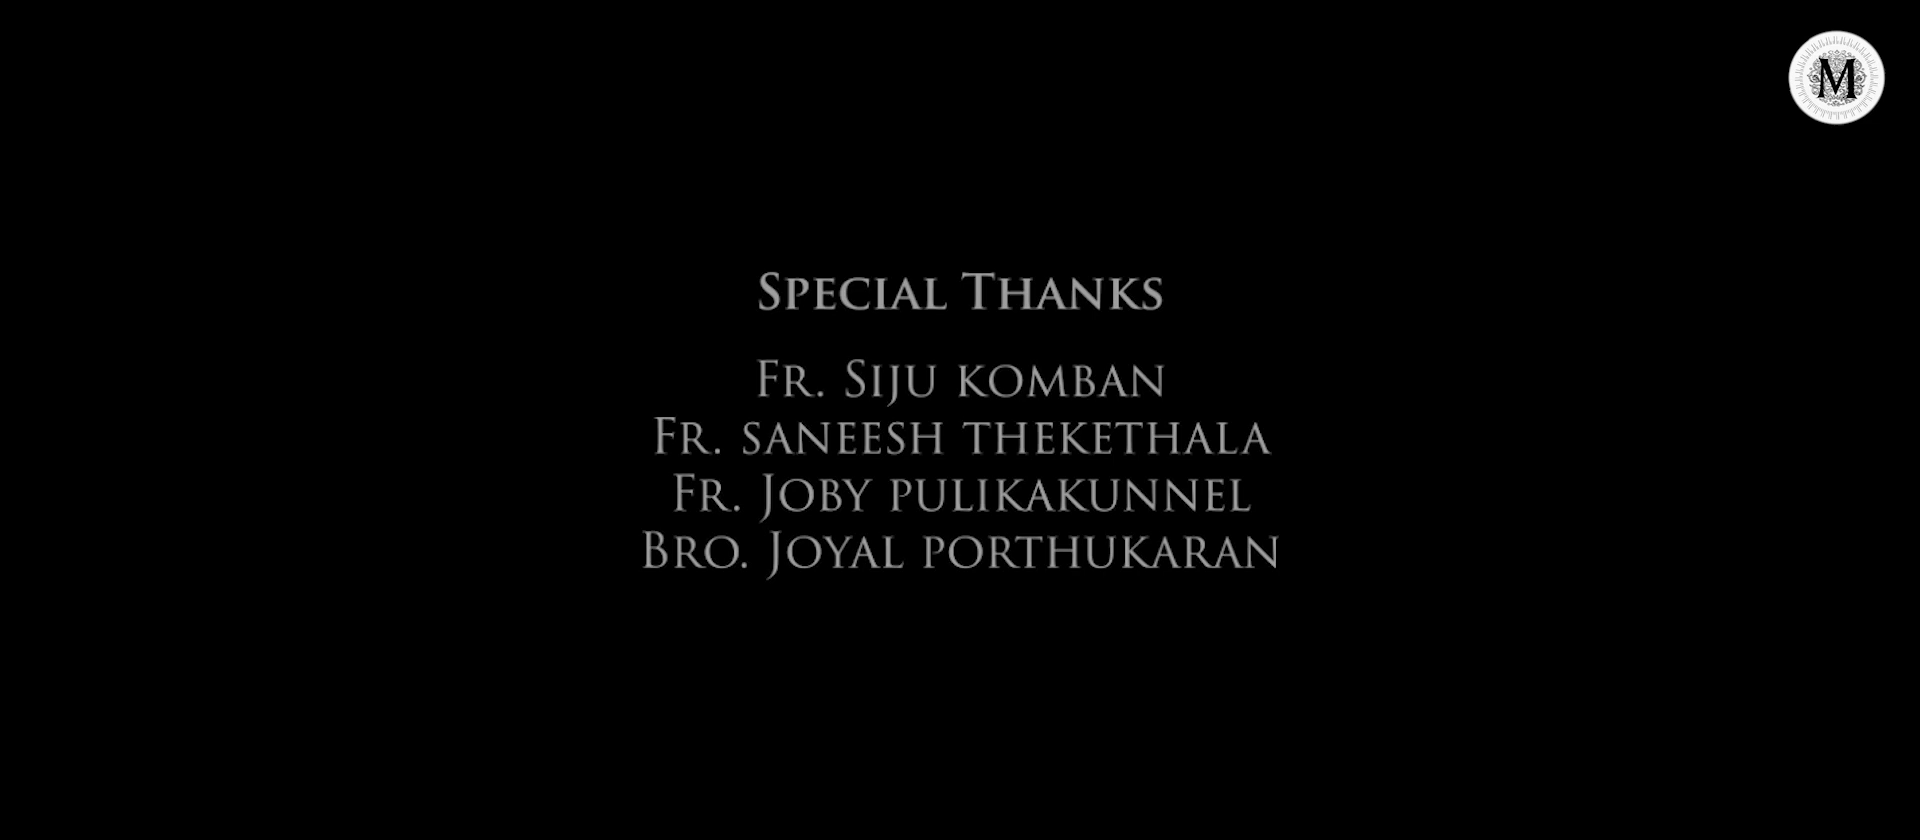 M
Special Thanks
Fr. Siju komban
Fr. saneesh thekethala
Fr. Joby pulikakunnel
Bro. Joyal porthukaran